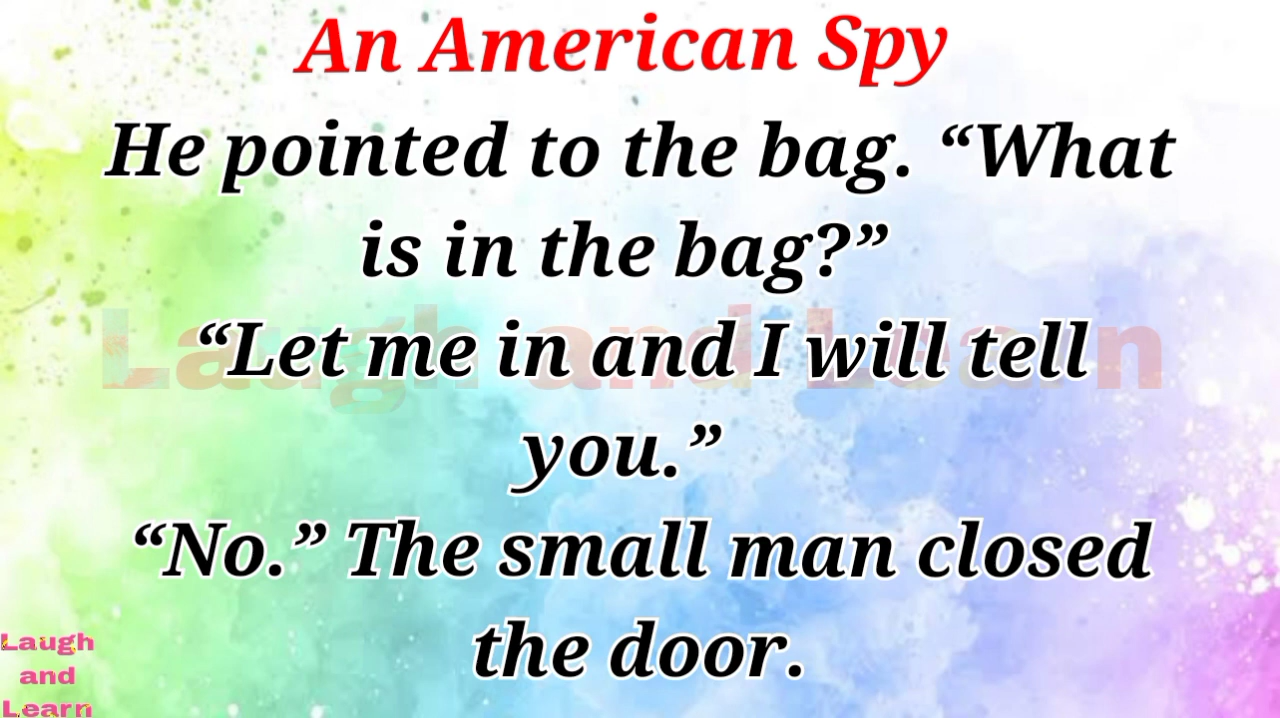 An American Spy
He pointed to the bag. “What
is in the bag?”
Laugh and Learn
“Let me in and I will tell
you.”
“No.” The small man closed
the door.
Laugh
and
Learn